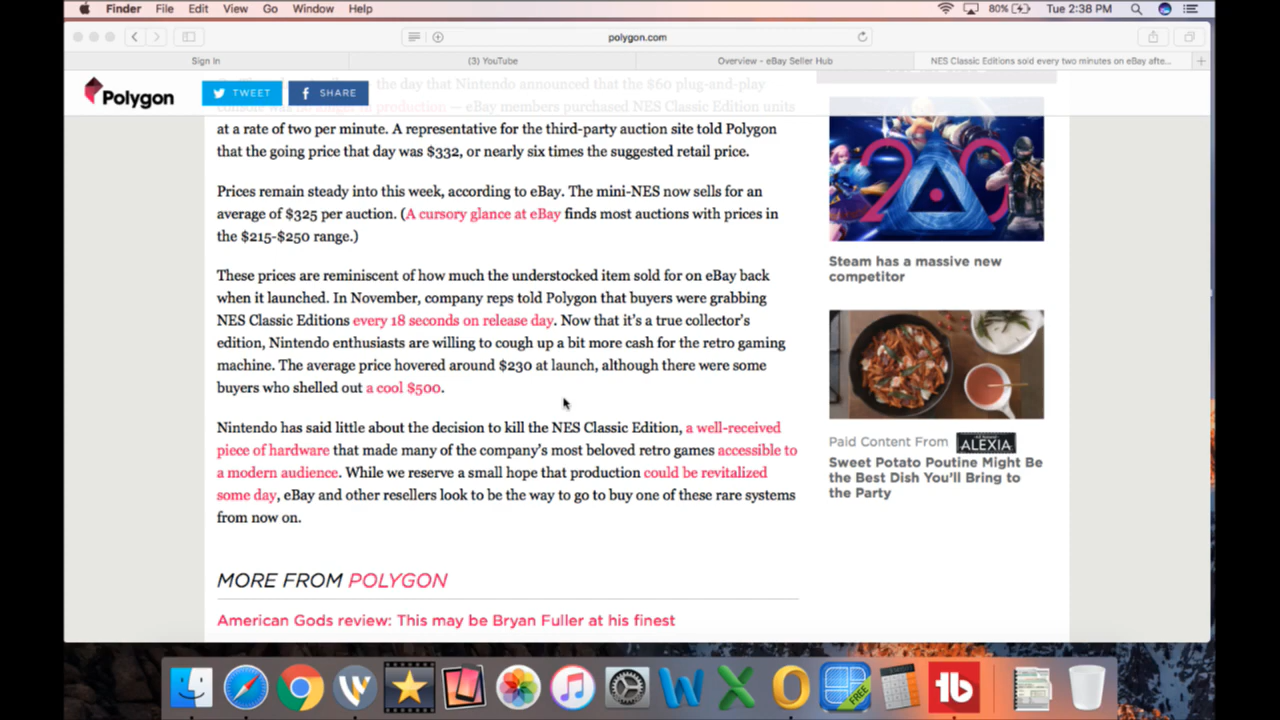 Finder File Edit View Go Window Help 80% Tue 2:38 PM
polygon.com
Sign In (3) YouTube Overview - eBay Seller Hub NES Classic Editions sold every two minutes on eBay afte...
Polygon TWEET SHARE
the day that Nintendo announced that the $60 plug-and-play
production — eBay members purchased NES Classic Edition units
at a rate of two per minute. A representative for the third-party auction site told Polygon
that the going price that day was $332, or nearly six times the suggested retail price.
Prices remain steady into this week, according to eBay. The mini-NES now sells for an
average of $325 per auction. (A cursory glance at eBay finds most auctions with prices in
the $215-$250 range.)
These prices are reminiscent of how much the understocked item sold for on eBay back
when it launched. In November, company reps told Polygon that buyers were grabbing
NES Classic Editions every 18 seconds on release day. Now that it's a true collector's
edition, Nintendo enthusiasts are willing to cough up a bit more cash for the retro gaming
machine. The average price hovered around $230 at launch, although there were some
buyers who shelled out a cool $500.
Nintendo has said little about the decision to kill the NES Classic Edition, a well-received
piece of hardware that made many of the company's most beloved retro games accessible to
a modern audience. While we reserve a small hope that production could be revitalized
some day, eBay and other resellers look to be the way to go to buy one of these rare systems
from now on.
MORE FROM POLYGON
American Gods review: This may be Bryan Fuller at his finest
2.0
Steam has a massive new
competitor
Paid Content From ALEXIA
Sweet Potato Poutine Might Be
the Best Dish You'll Bring to
the Party
FREE